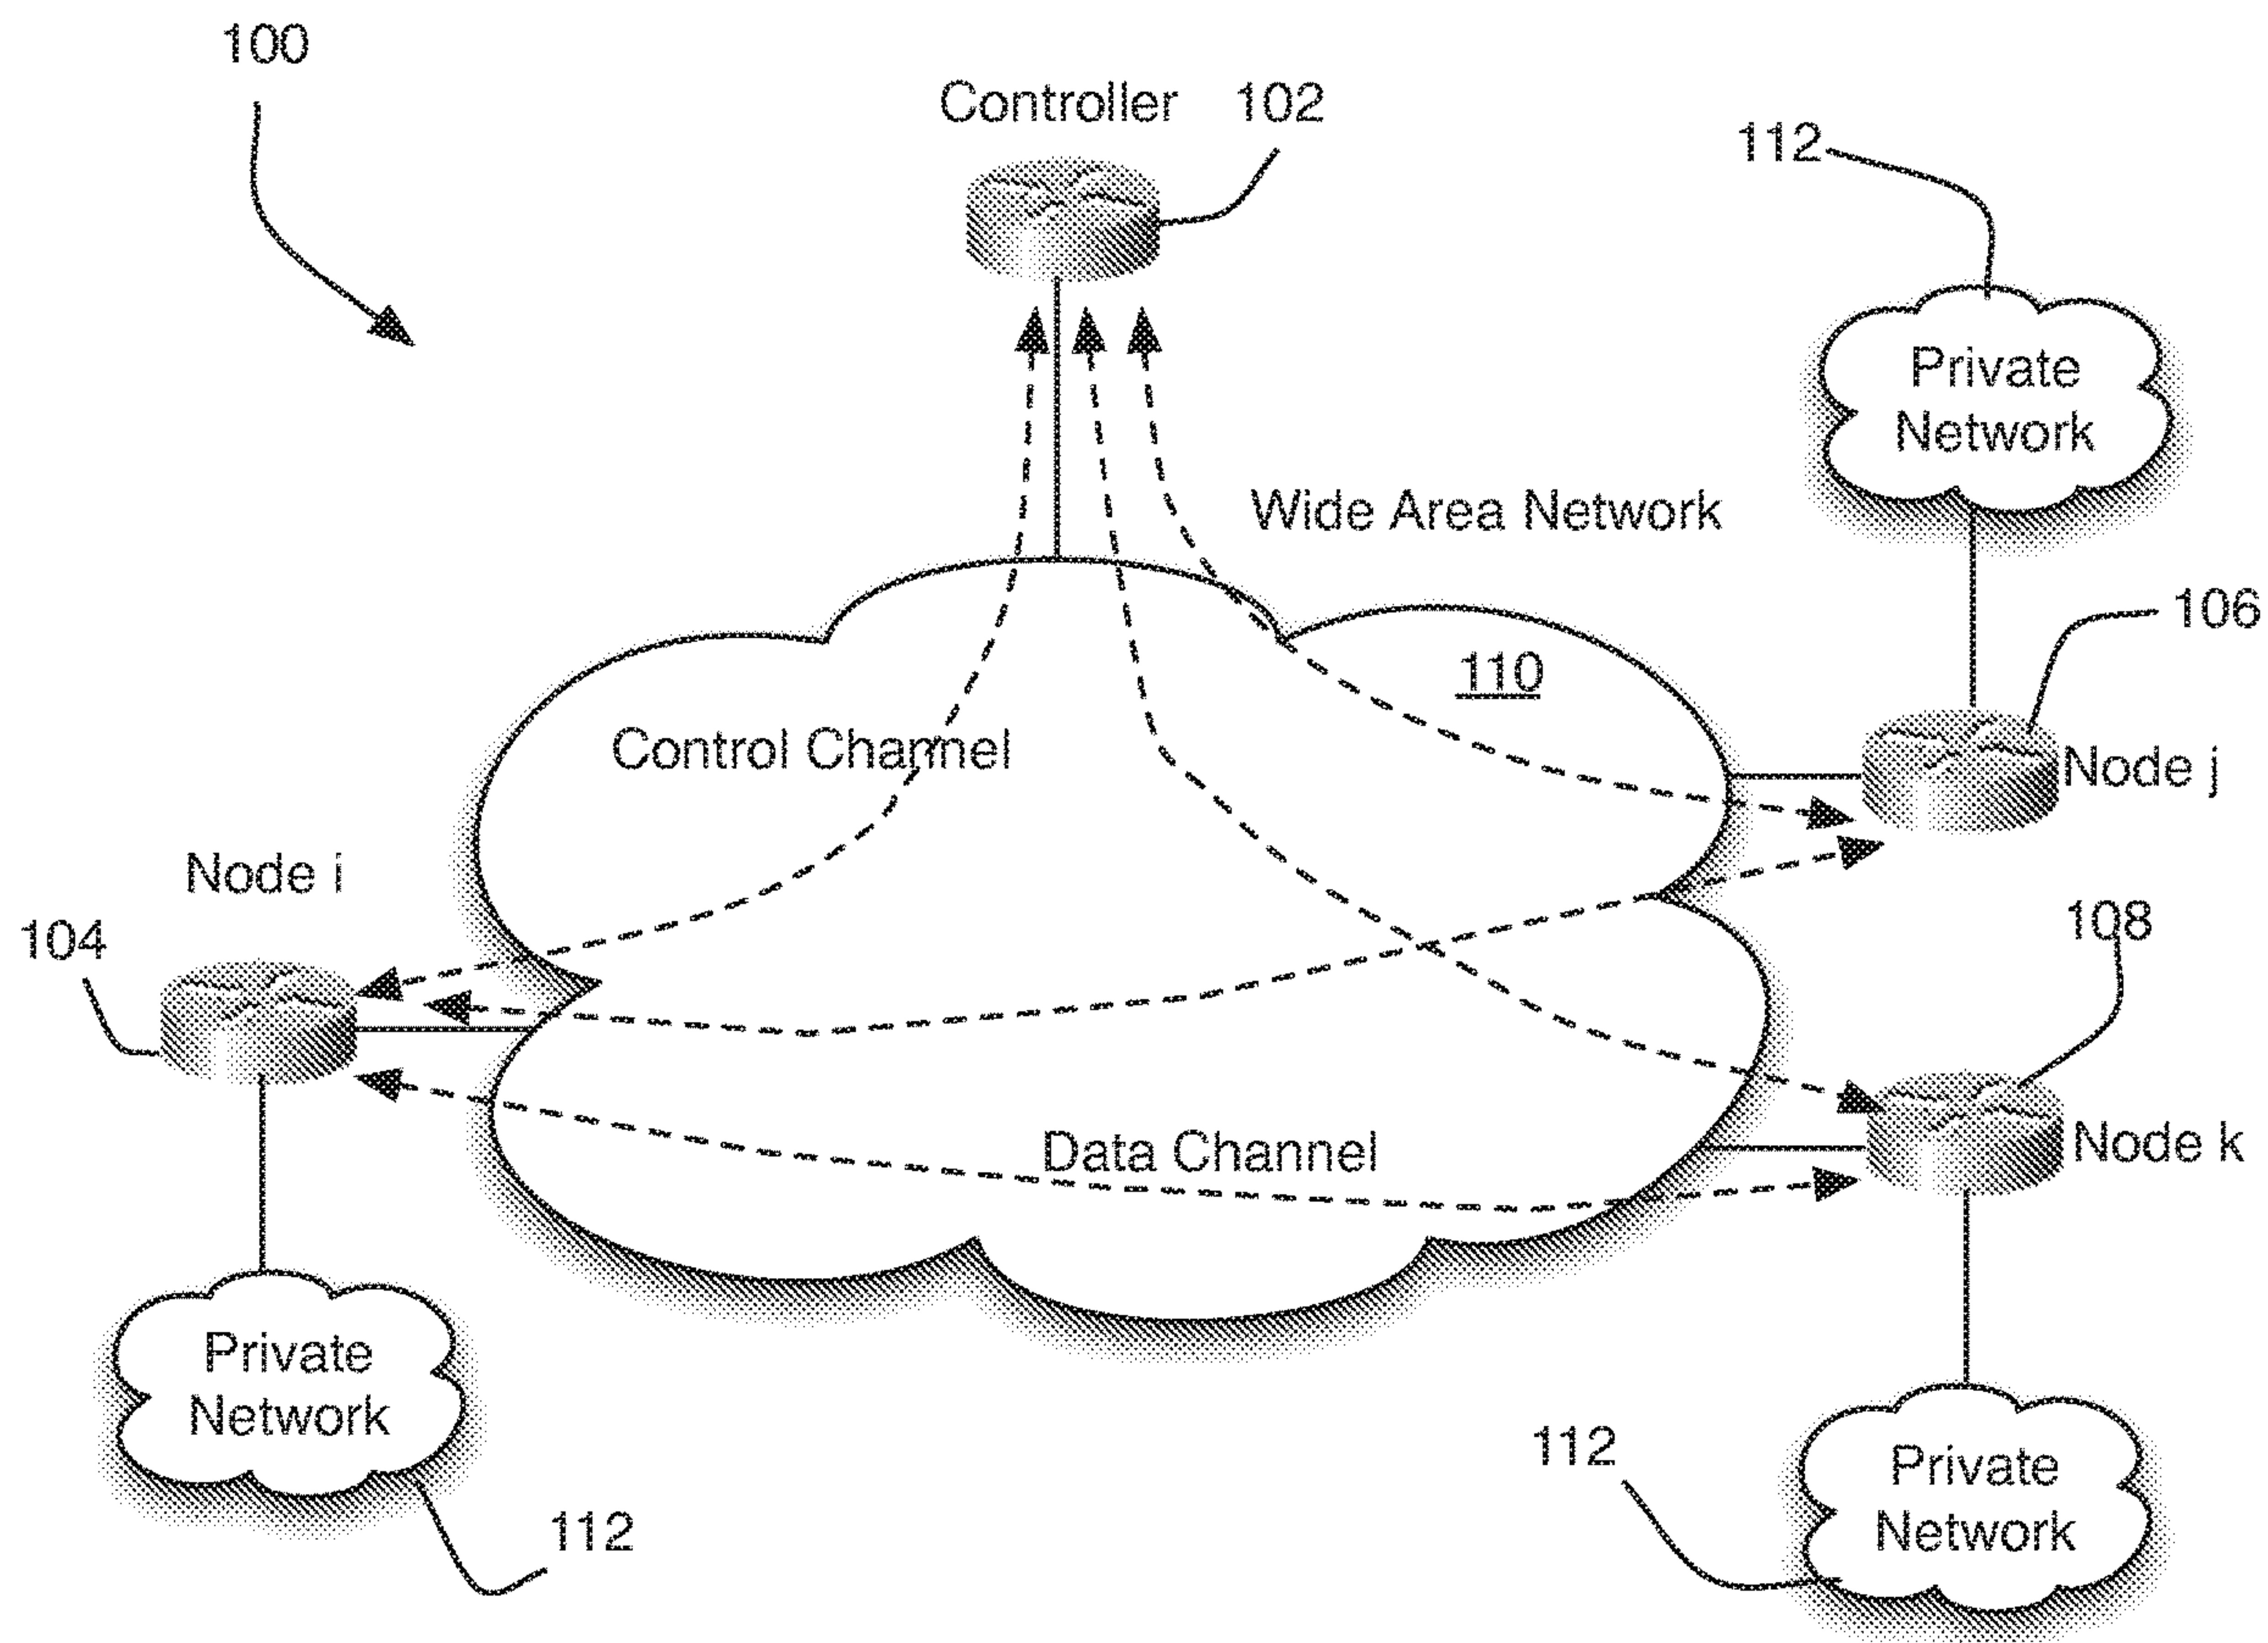 100
Controller
102
112
Private
Network
Wide Area Network
106
110
Control Channel
Node j
Node i
104
108
Data Channel
Node k
Private
Network
112
112
Private
Network